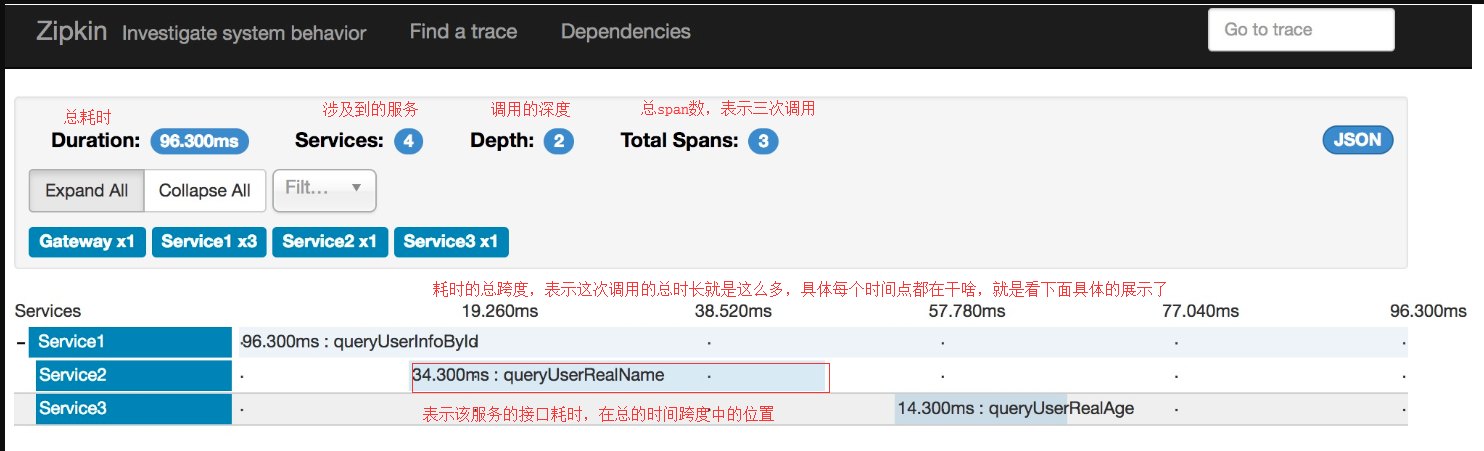 Zipkin Investigate system behavior Find a trace Dependencies Go to trace
总耗时 涉及到的服务 调用的深度 总span数，表示三次调用
Duration: 96.300ms Services: 4 Depth: 2 Total Spans: 3 JSON
Expand All Collapse All Filt...
Gateway x1 Service1 x3 Service2 x1 Service3 x1
耗时的总跨度，表示这次调用的总时长就是这么多，具体每个时间点都在干啥，就是看下面具体的展示了
Services 19.260ms 38.520ms 57.780ms 77.040ms 96.300ms
- Service1 96.300ms : queryUserInfoById
Service2 34.300ms : queryUserRealName
Service3 14.300ms : queryUserRealAge
表示该服务的接口耗时，在总的时间跨度中的位置